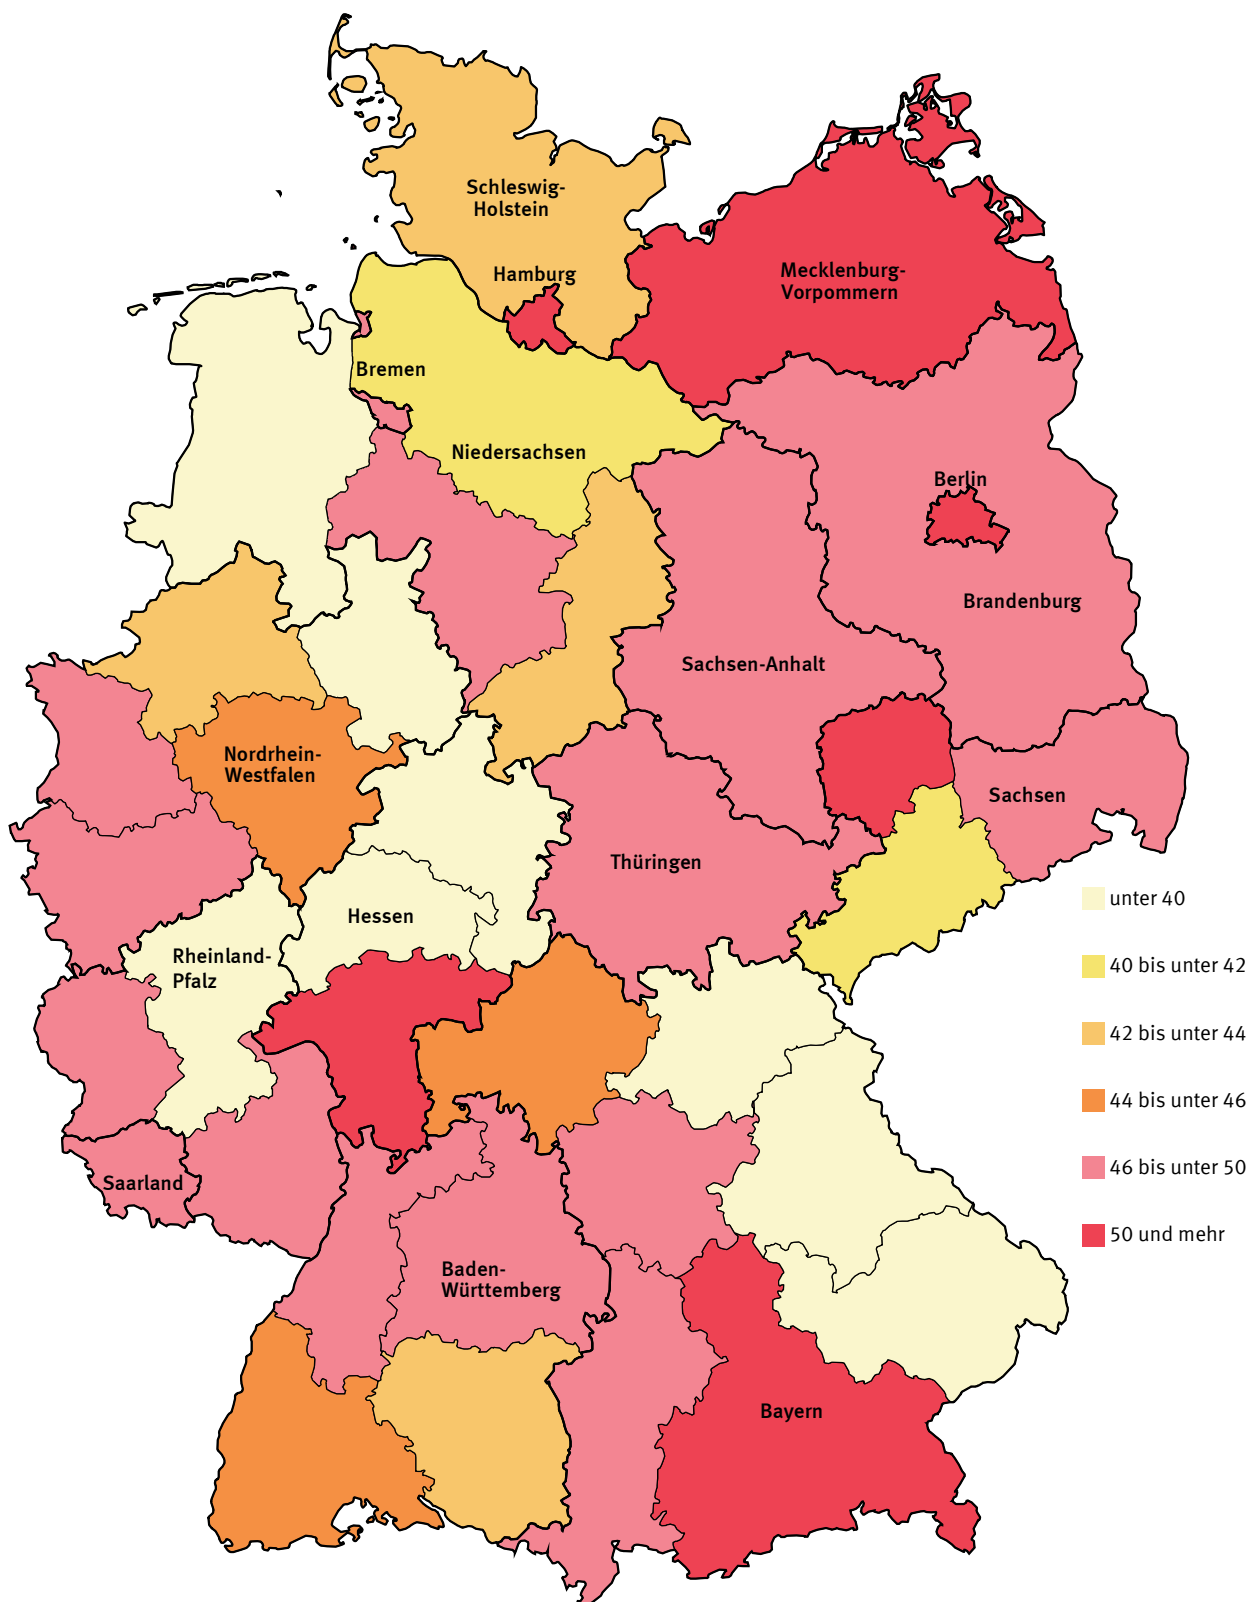 Schleswig-
Holstein
Hamburg
Mecklenburg-
Vorpommern
Bremen
Niedersachsen
Berlin
Brandenburg
Sachsen-Anhalt
Nordrhein-
Westfalen
Sachsen
Thüringen
Hessen
Rheinland-
Pfalz
Saarland
Baden-
Württemberg
Bayern
unter 40
40 bis unter 42
42 bis unter 44
44 bis unter 46
46 bis unter 50
50 und mehr